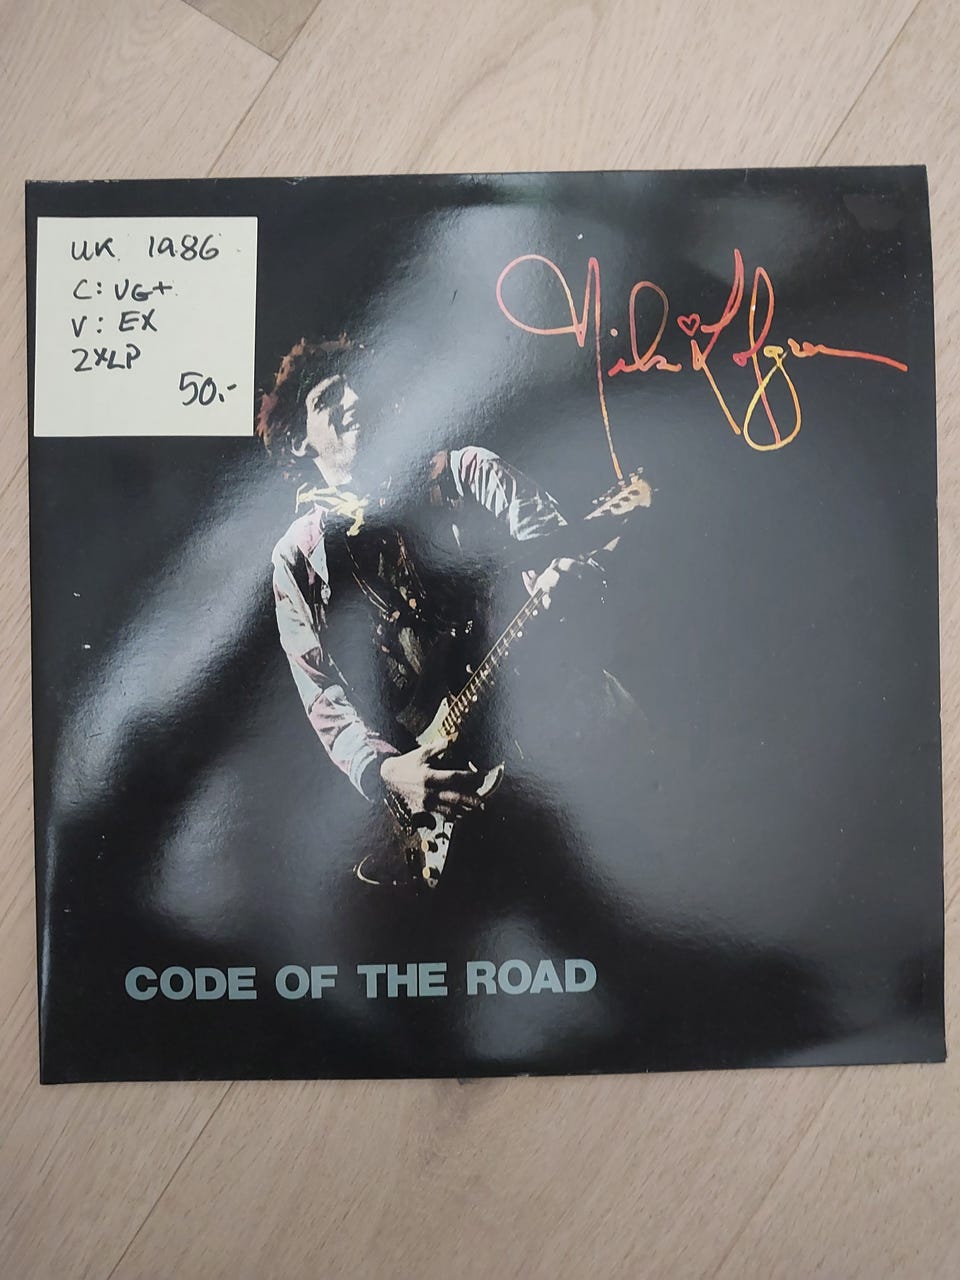 UK 1986
C: VG+
V: EX
2XLP
50.-
Nils Lofgren
CODE OF THE ROAD